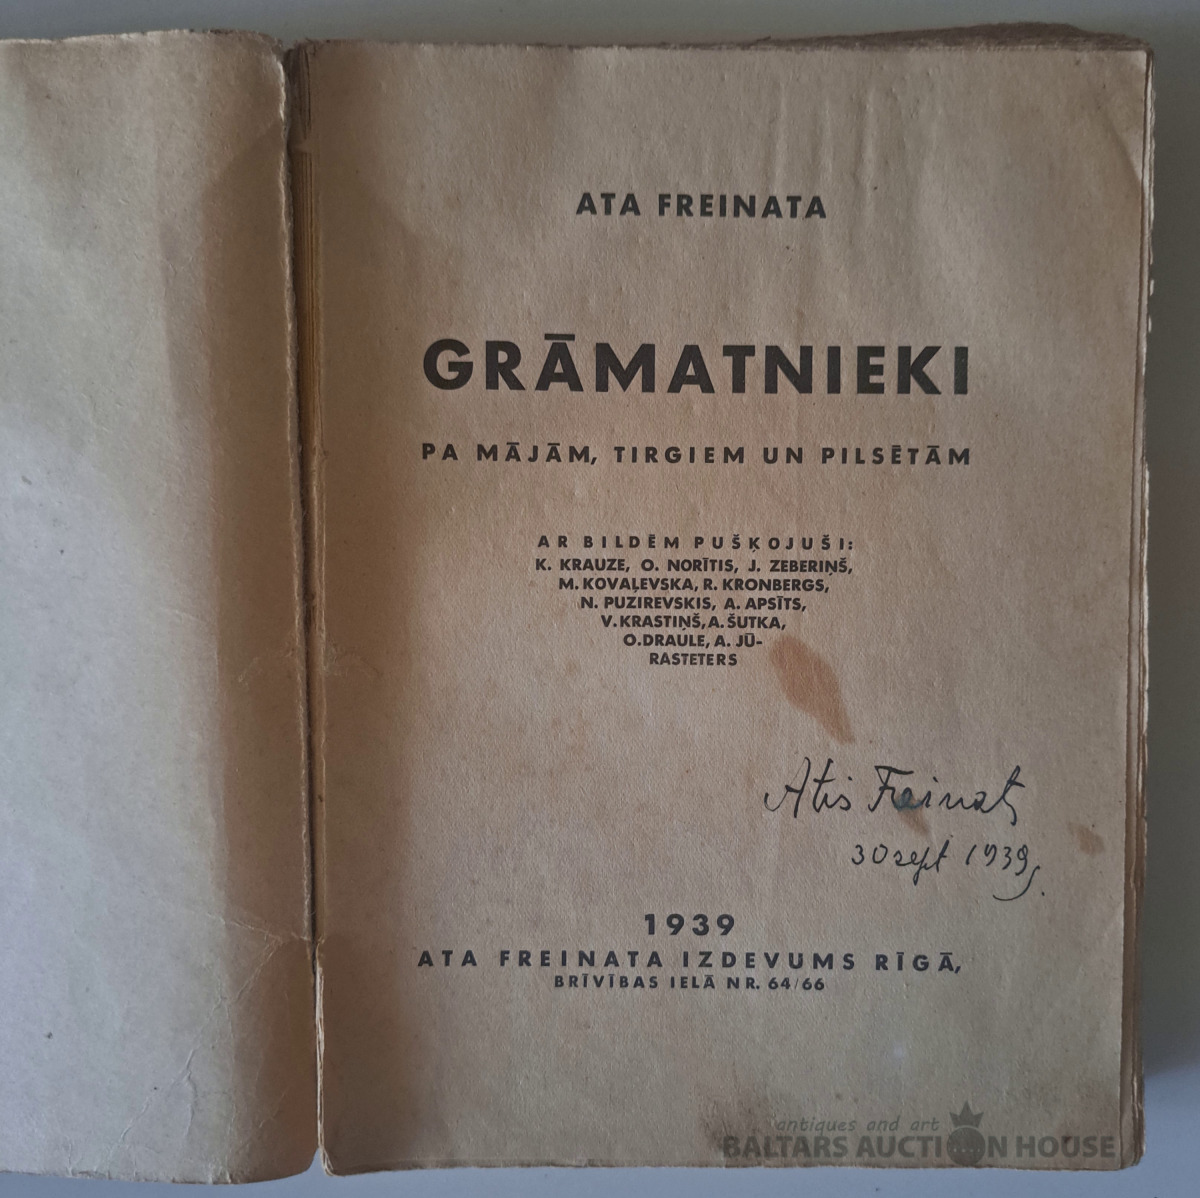 ATA FREINATA
GRĀMATNIEKI
PA MĀJĀM, TIRGIEM UN PILSĒTĀM
AR BILDĒM PUŠĶOJUŠI:
K. KRAUZE, O. NORĪTIS, J. ZEBERIŅŠ,
M. KOVAĻEVSKA, R. KRONBERGS,
N. PUZIREVSKIS, A. APSĪTS,
V. KRASTIŅŠ, A. ŠUTKA,
O. DRAULE, A. JŪ-
RASTETERS
Atis Freinats
30 sept 1939 g.
1939
ATA FREINATA IZDEVUMS RĪGĀ,
BRĪVĪBAS IELĀ NR. 64/66
antiques and art
BALTARS AUCTION HOUSE